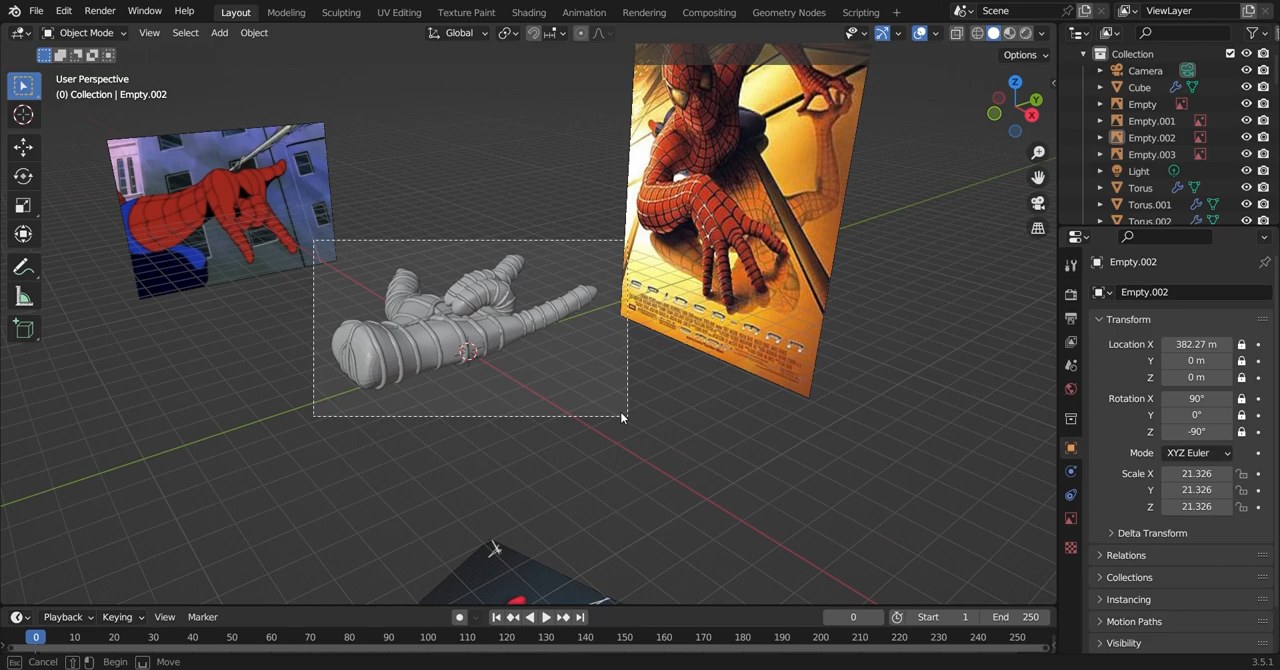 File Edit Render Window Help Layout Modeling Sculpting UV Editing Texture Paint Shading Animation Rendering Compositing Geometry Nodes Scripting + Scene ViewLayer
Object Mode View Select Add Object Global
Options
User Perspective
(0) Collection | Empty.002
Z
Y
X
Collection
Camera
Cube
Empty
Empty.001
Empty.002
Empty.003
Light
Torus
Torus.001
Torus.002
Empty.002
Empty.002
Transform
Location X 382.27 m
Y 0 m
Z 0 m
Rotation X 90°
Y 0°
Z -90°
Mode XYZ Euler
Scale X 21.326
Y 21.326
Z 21.326
Delta Transform
Relations
Collections
Instancing
Motion Paths
Visibility
Playback Keying View Marker 0 Start 1 End 250
0 10 20 30 40 50 60 70 80 90 100 110 120 130 140 150 160 170 180 190 200 210 220 230 240 250
Esc Cancel Begin Move 3.5.1